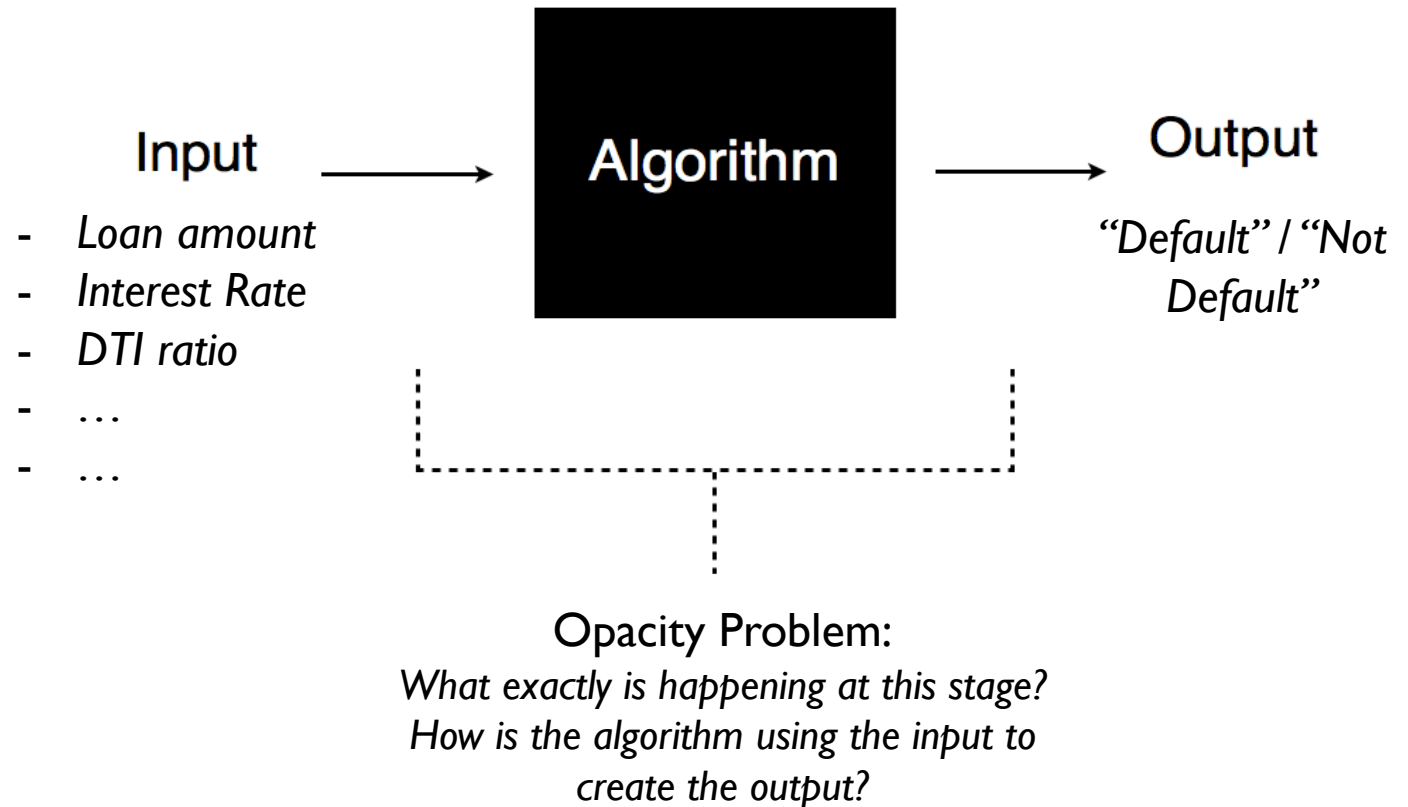 Input
- Loan amount
- Interest Rate
- DTI ratio
- …
- …
Algorithm
Output
“Default” / “Not
Default”
Opacity Problem:
What exactly is happening at this stage?
How is the algorithm using the input to
create the output?